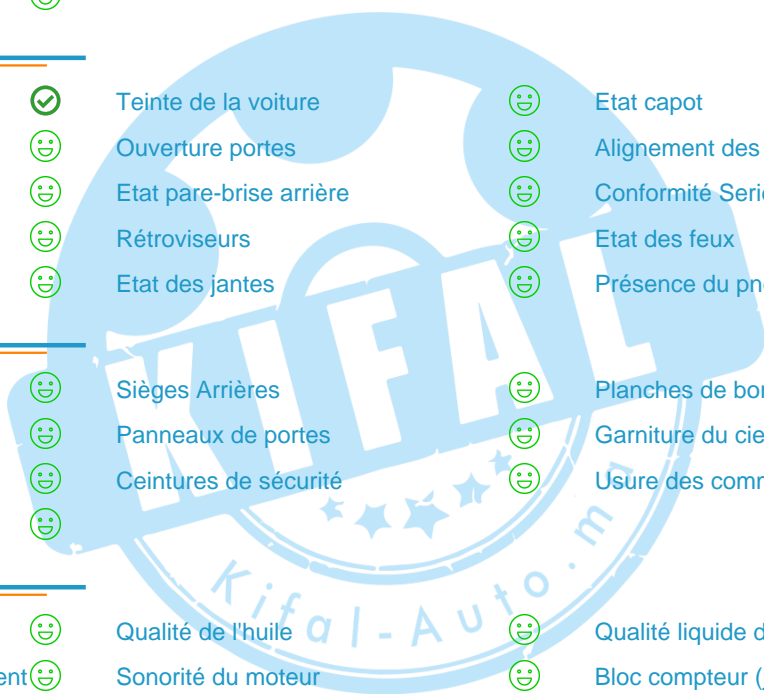 Teinte de la voiture Etat capot
Ouverture portes Alignement des
Etat pare-brise arrière Conformité Seri
Rétroviseurs Etat des feux
Etat des jantes Présence du pn
KIFAL
Sièges Arrières Planches de bor
Panneaux de portes Garniture du cie
Ceintures de sécurité Usure des com
Kifal-Auto.m
Qualité de l'huile Qualité liquide d
ent Sonorité du moteur Bloc compteur (